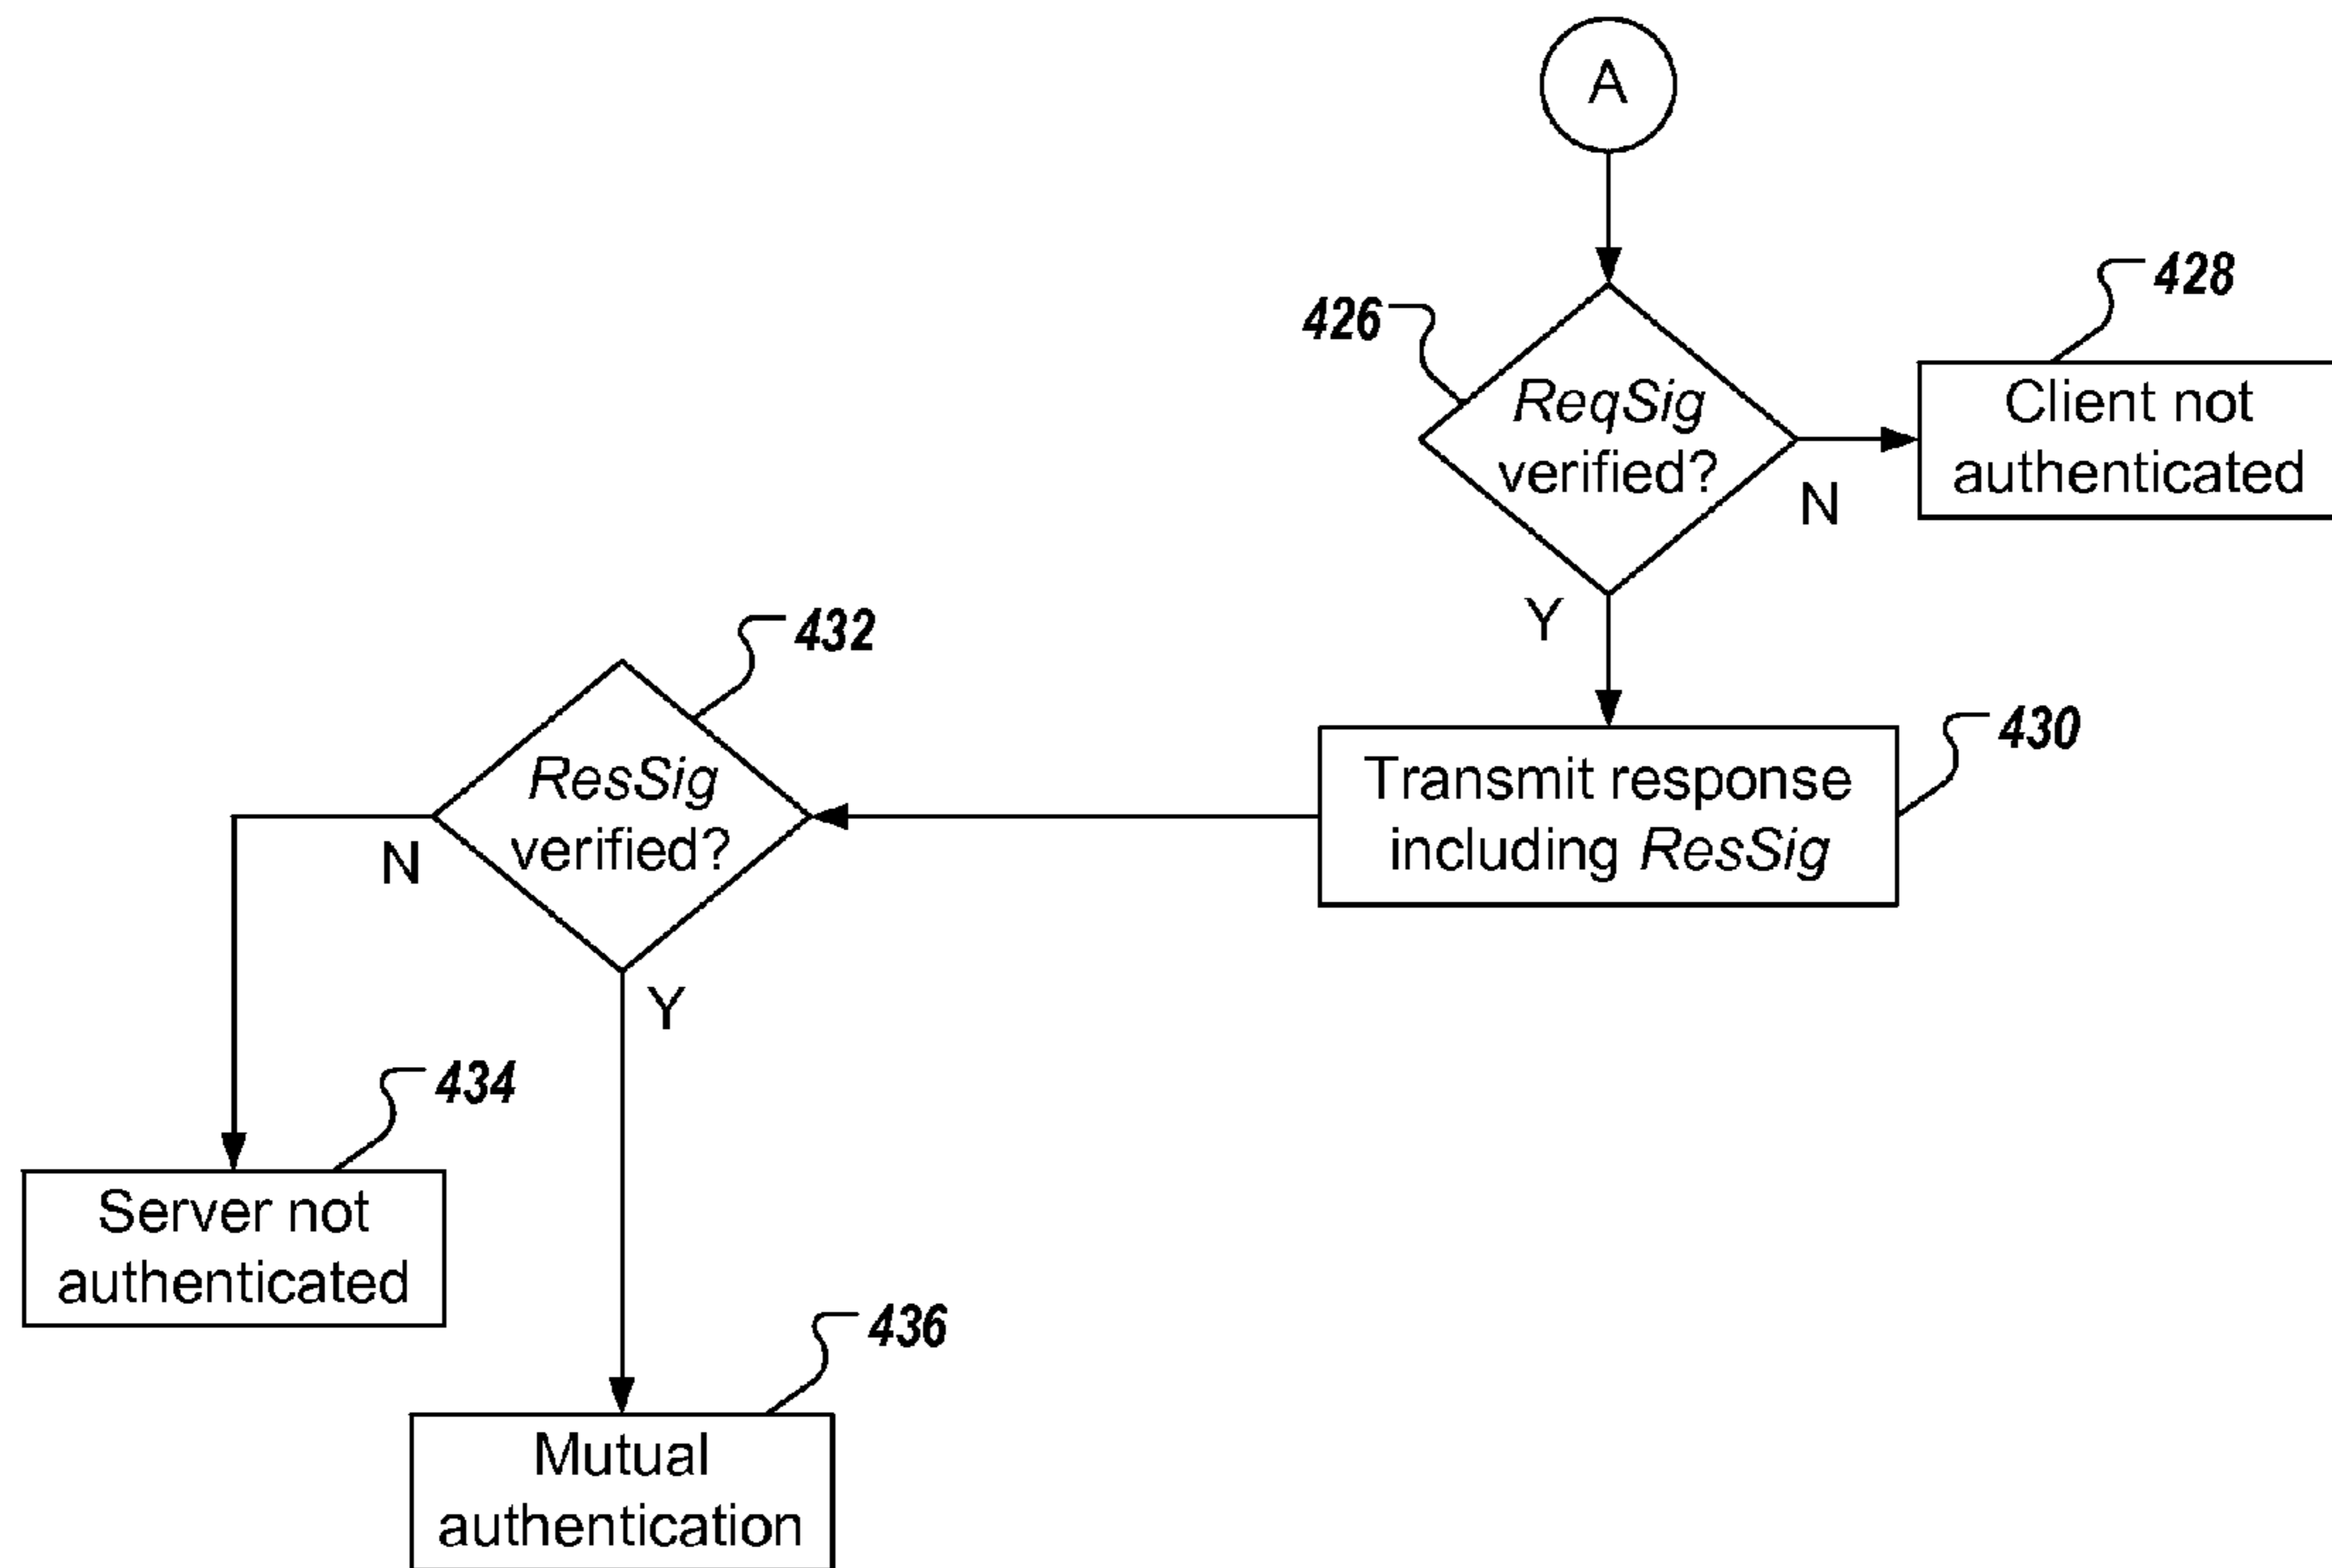 A
428
426
ReqSig
verified?
Client not
authenticated
N
Y
432
430
ResSig
verified?
Transmit response
including ResSig
N
Y
434
Server not
authenticated
436
Mutual
authentication